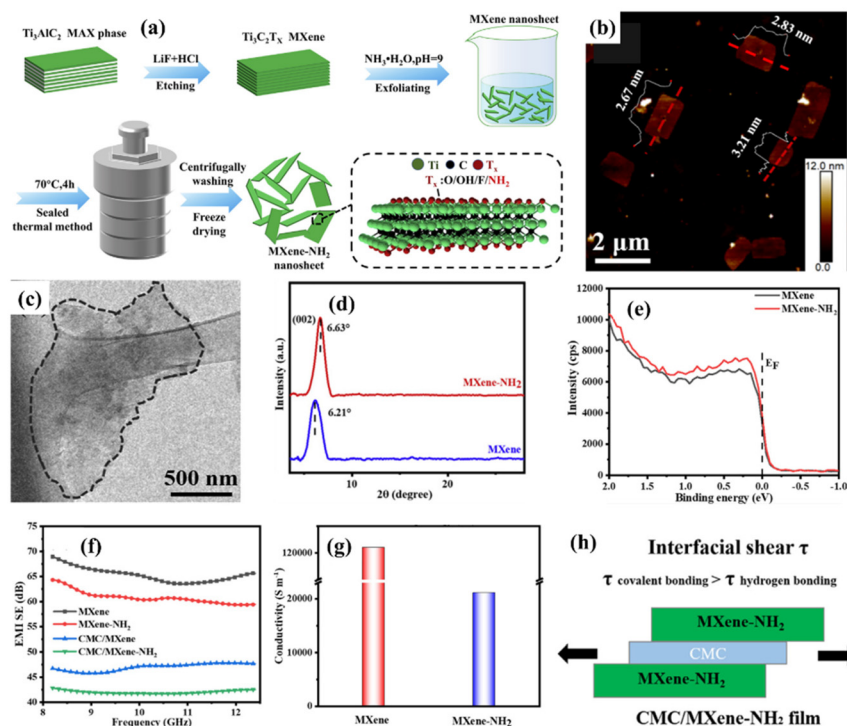 (a)
Ti₃AlC₂ MAX phase
LiF+HCl
Etching
Ti₃C₂Tₓ MXene
NH₃•H₂O,pH=9
Exfoliating
MXene nanosheet
70°C,4h
Sealed
thermal method
Centrifugally
washing
Freeze
drying
MXene-NH₂
nanosheet
Ti C Tₓ
Tₓ :O/OH/F/NH₂
(b)
2.83 nm
2.67 nm
3.21 nm
12.0 nm
0.0
2 μm
(c)
500 nm
(d)
(002)
6.63°
MXene-NH₂
6.21°
MXene
Intensity (a.u.)
10 20
2θ (degree)
(e)
MXene
MXene-NH₂
E_F
Intensity (cps)
12000
10000
8000
6000
4000
2000
0
2.0 1.5 1.0 0.5 0.0 -0.5 -1.0
Binding energy (eV)
(f)
EMI SE (dB)
75
70
65
60
55
50
45
40
MXene
MXene-NH₂
CMC/MXene
CMC/MXene-NH₂
8 9 10 11 12
Frequency (GHz)
(g)
Conductivity (S m⁻¹)
120000
30000
20000
10000
0
MXene MXene-NH₂
(h)
Interfacial shear τ
τ covalent bonding > τ hydrogen bonding
MXene-NH₂
CMC
MXene-NH₂
CMC/MXene-NH₂ film